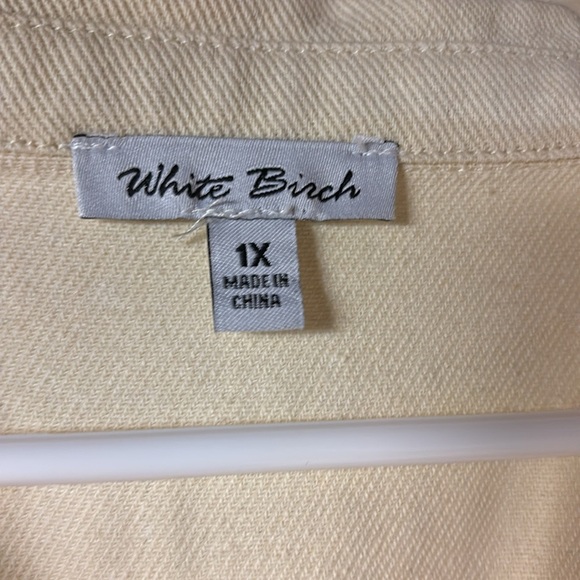 White Birch
1X
MADE IN
CHINA